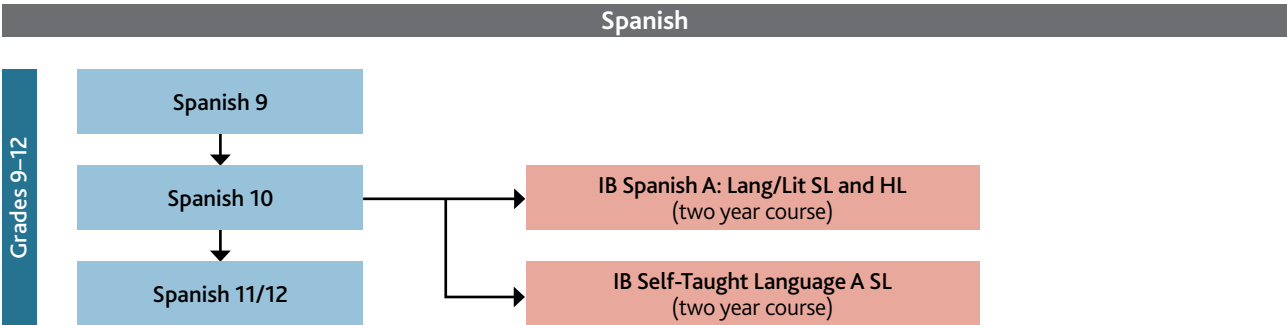 Spanish
Grades 9–12
Spanish 9
Spanish 10
IB Spanish A: Lang/Lit SL and HL
(two year course)
Spanish 11/12
IB Self-Taught Language A SL
(two year course)